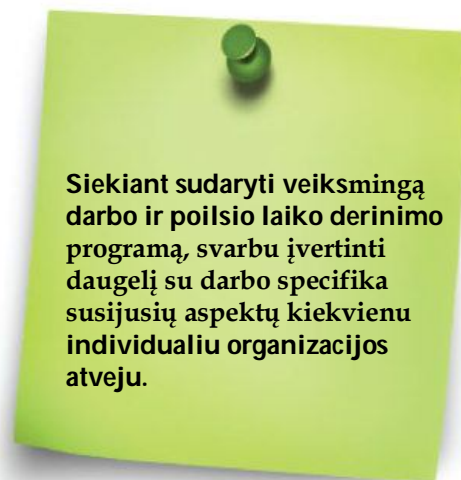 Siekiant sudaryti veiksmingą
darbo ir poilsio laiko derinimo
programą, svarbu įvertinti
daugelį su darbo specifika
susijusių aspektų kiekvienu
individualiu organizacijos
atveju.